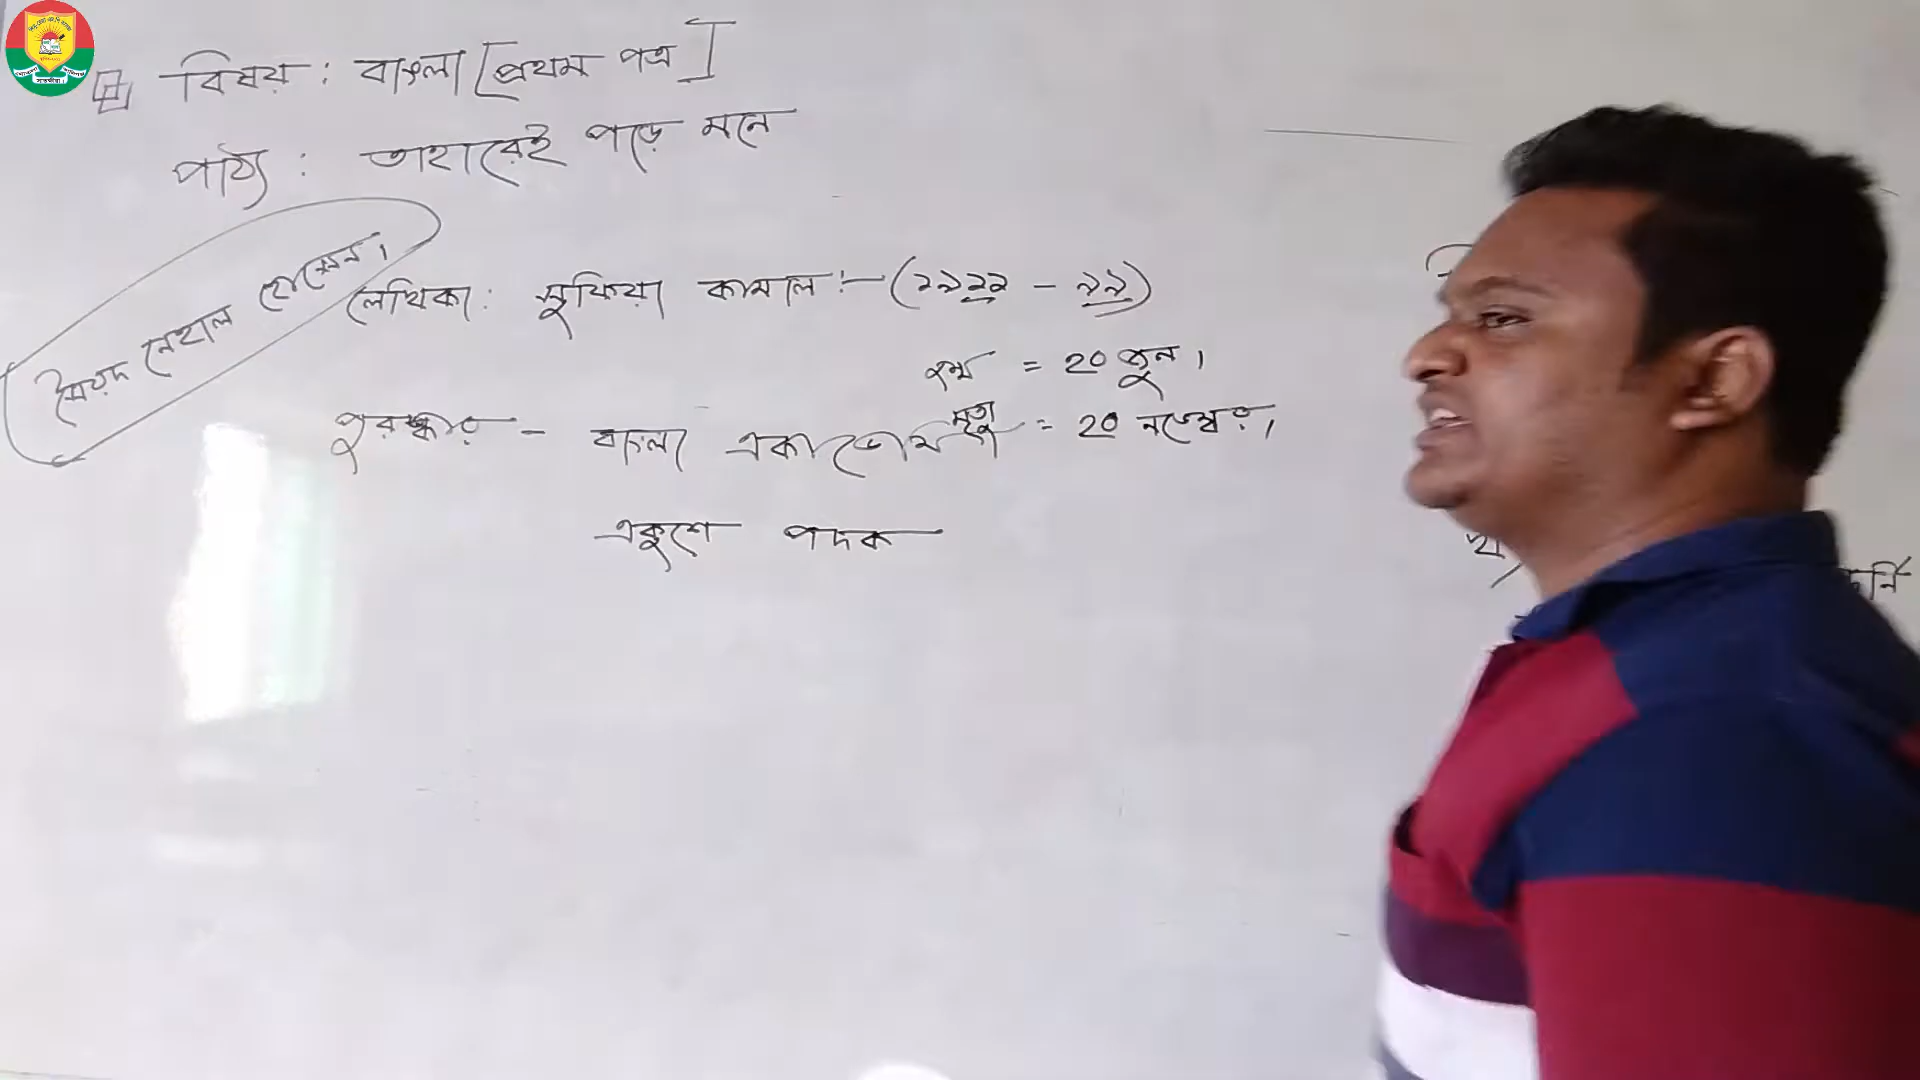 বিষয় : বাংলা [প্রথম পত্র]
পাঠ্য : তাহারেই পড়ে মনে
সৈয়দ নেহাল হোসেন।
লেখিকা : সুফিয়া কামাল :- (১৯১১ - ৯৯)
জন্ম = 20 জুন।
মৃত্যু = 20 নভেম্বর।
পুরস্কার - বাংলা একাডেমি
একুশে পদক